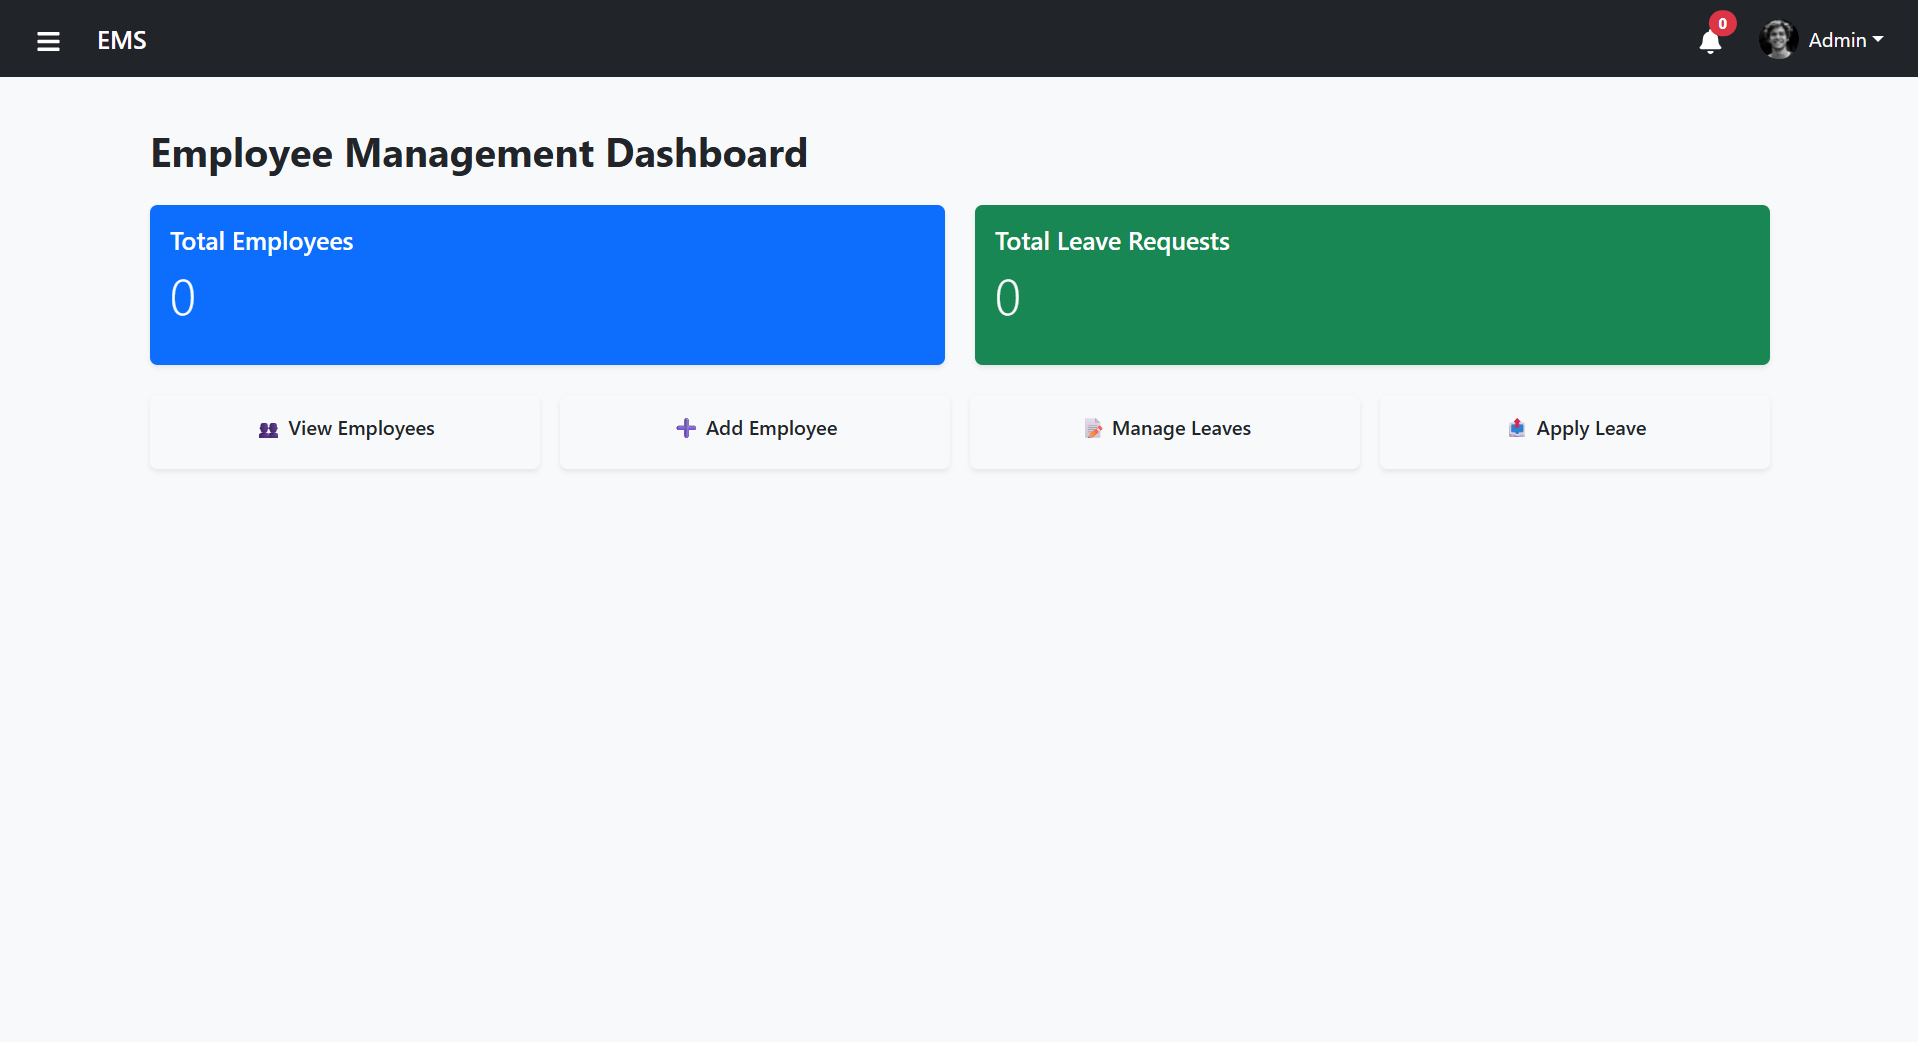 EMS
0
Admin
Employee Management Dashboard
Total Employees
0
Total Leave Requests
0
View Employees
Add Employee
Manage Leaves
Apply Leave